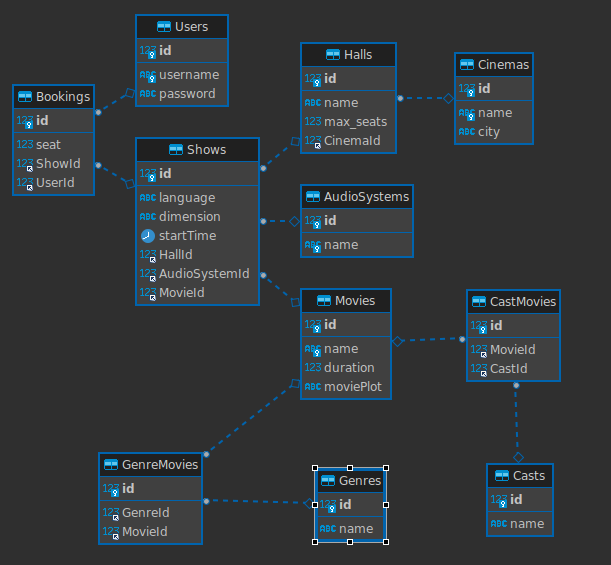 Users
123 id
ABC username
ABC password
Bookings
123 id
123 seat
123 ShowId
123 UserId
Shows
123 id
ABC language
ABC dimension
startTime
123 HallId
123 AudioSystemId
123 MovieId
Halls
123 id
ABC name
123 max_seats
123 CinemaId
Cinemas
123 id
ABC name
ABC city
AudioSystems
123 id
ABC name
Movies
123 id
ABC name
123 duration
ABC moviePlot
CastMovies
123 id
123 MovieId
123 CastId
GenreMovies
123 id
123 GenreId
123 MovieId
Genres
123 id
ABC name
Casts
123 id
ABC name